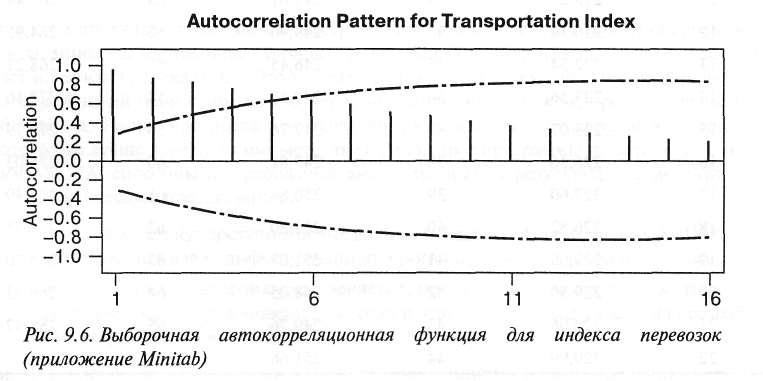 Autocorrelation Pattern for Transportation Index
Autocorrelation
1.0
0.8
0.6
0.4
0.2
0.0
−0.2
−0.4
−0.6
−0.8
−1.0
1 6 11 16
Рис. 9.6. Выборочная автокорреляционная функция для индекса перевозок
(приложение Minitab)